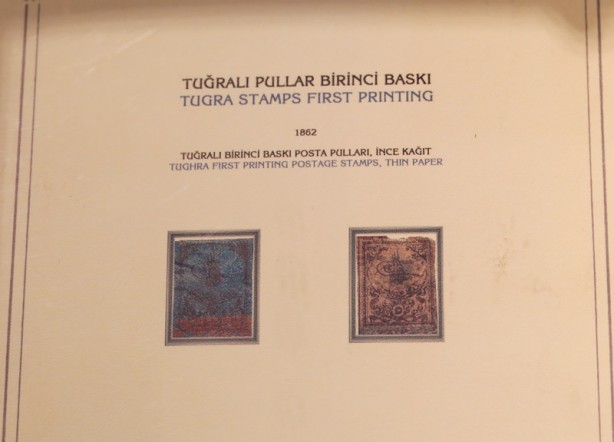 TUĞRALI PULLAR BİRİNCİ BASKI
TUGRA STAMPS FIRST PRINTING
1862
TUĞRALI BİRİNCİ BASKI POSTA PULLARI, İNCE KAĞIT
TUGHRA FIRST PRINTING POSTAGE STAMPS, THIN PAPER